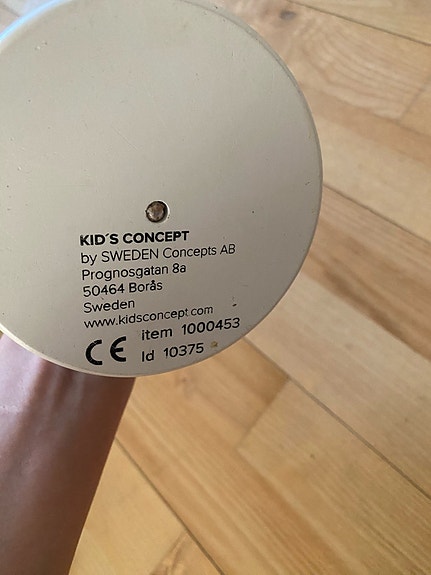 KID´S CONCEPT
by SWEDEN Concepts AB
Prognosgatan 8a
50464 Borås
Sweden
www.kidsconcept.com
CE item 1000453
Id 10375